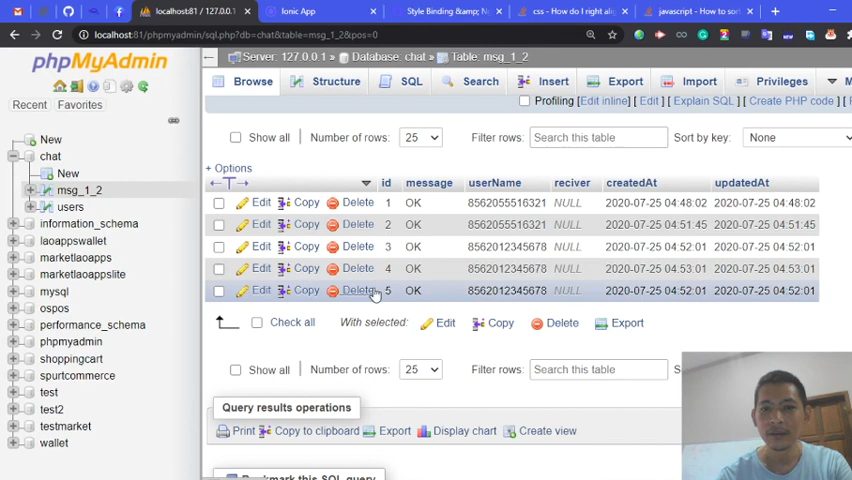 localhost:81 / 127.0.0.1
Ionic App
Style Binding &amp; N
css - How do I right alig
javascript - How to sor
localhost:81/phpmyadmin/sql.php?db=chat&table=msg_1_2&pos=0
phpMyAdmin
Recent
Favorites
New
chat
New
msg_1_2
users
information_schema
laoappswallet
marketlaoapps
marketlaoappslite
mysql
ospos
performance_schema
phpmyadmin
shoppingcart
spurtcommerce
test
test2
testmarket
wallet
Server: 127.0.0.1 » Database: chat » Table: msg_1_2
Browse Structure SQL Search Insert Export Import Privileges
Profiling [Edit inline] [ Edit ] [ Explain SQL ] [ Create PHP code ] [
Show all Number of rows: 25 Filter rows: Search this table Sort by key: None
+ Options
id message userName reciver createdAt updatedAt
Edit Copy Delete 1 OK 8562055516321 NULL 2020-07-25 04:48:02 2020-07-25 04:48:02
Edit Copy Delete 2 OK 8562055516321 NULL 2020-07-25 04:51:45 2020-07-25 04:51:45
Edit Copy Delete 3 OK 8562012345678 NULL 2020-07-25 04:52:01 2020-07-25 04:52:01
Edit Copy Delete 4 OK 8562012345678 NULL 2020-07-25 04:53:01 2020-07-25 04:53:01
Edit Copy Delete 5 OK 8562012345678 NULL 2020-07-25 04:52:01 2020-07-25 04:52:01
Check all With selected: Edit Copy Delete Export
Show all Number of rows: 25 Filter rows: Search this table
Query results operations
Print Copy to clipboard Export Display chart Create view
Bookmark this SQL query